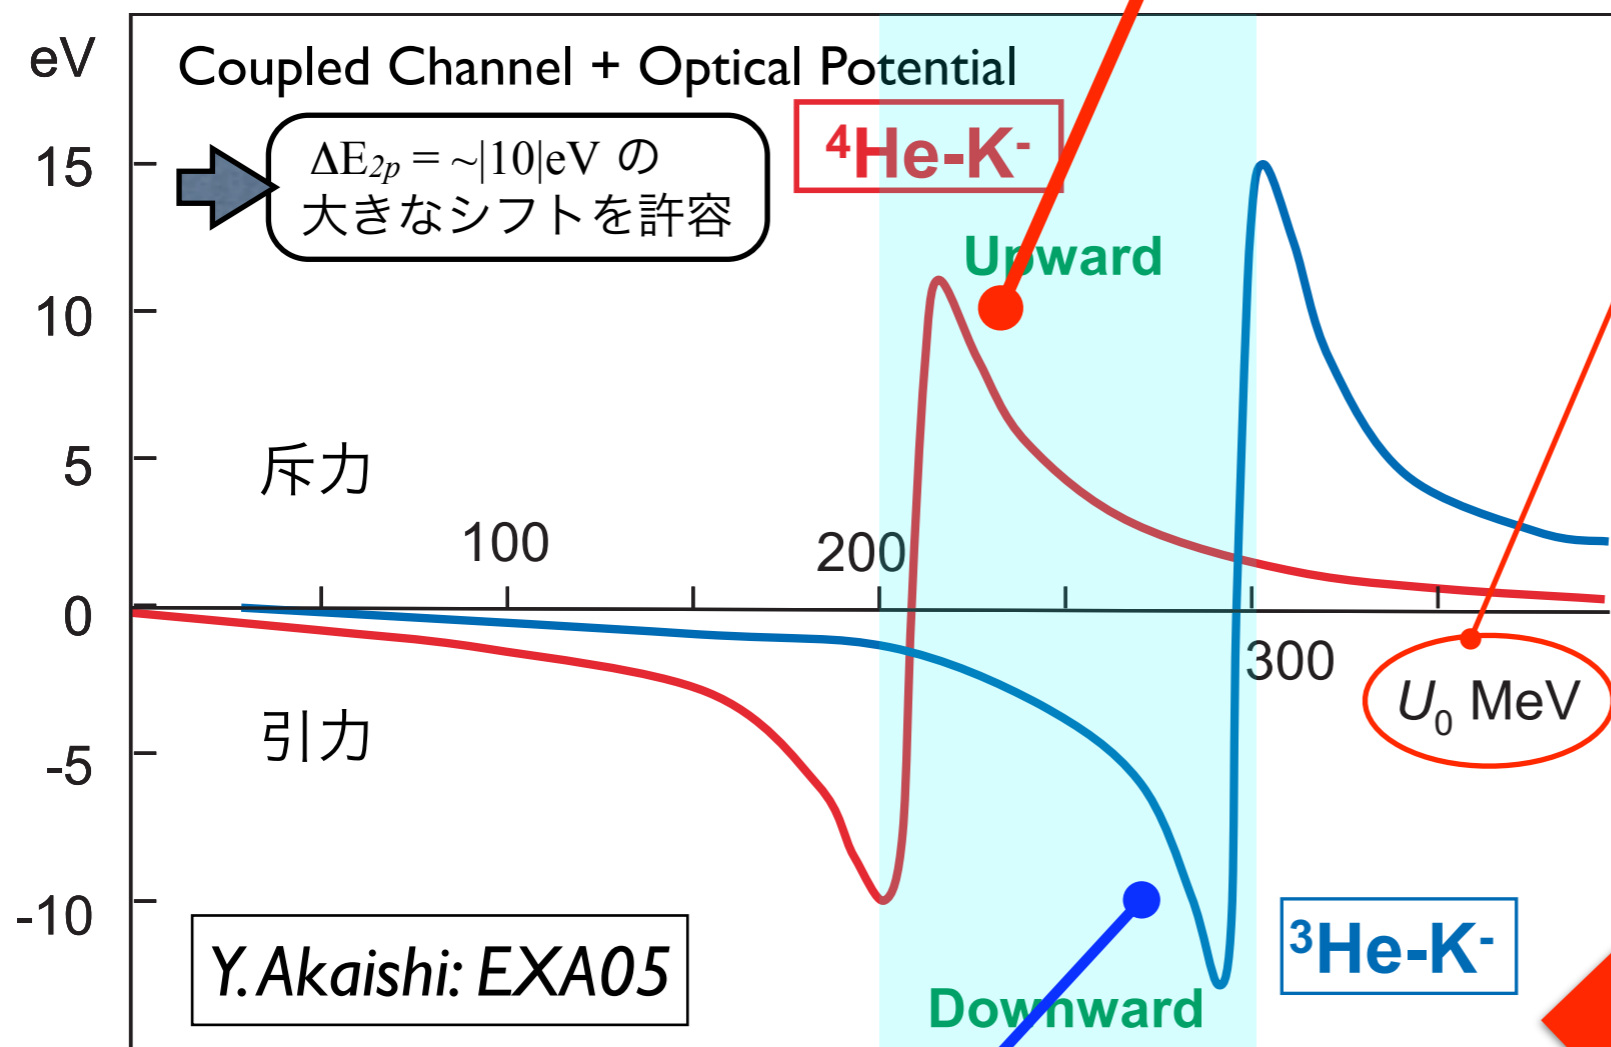 eV
Coupled Channel + Optical Potential
ΔE2p = ~|10|eV の
大きなシフトを許容
⁴He-K⁻
15
Upward
10
斥力
5
100
200
0
300
U₀ MeV
引力
-5
-10
Y. Akaishi: EXA05
³He-K⁻
Downward